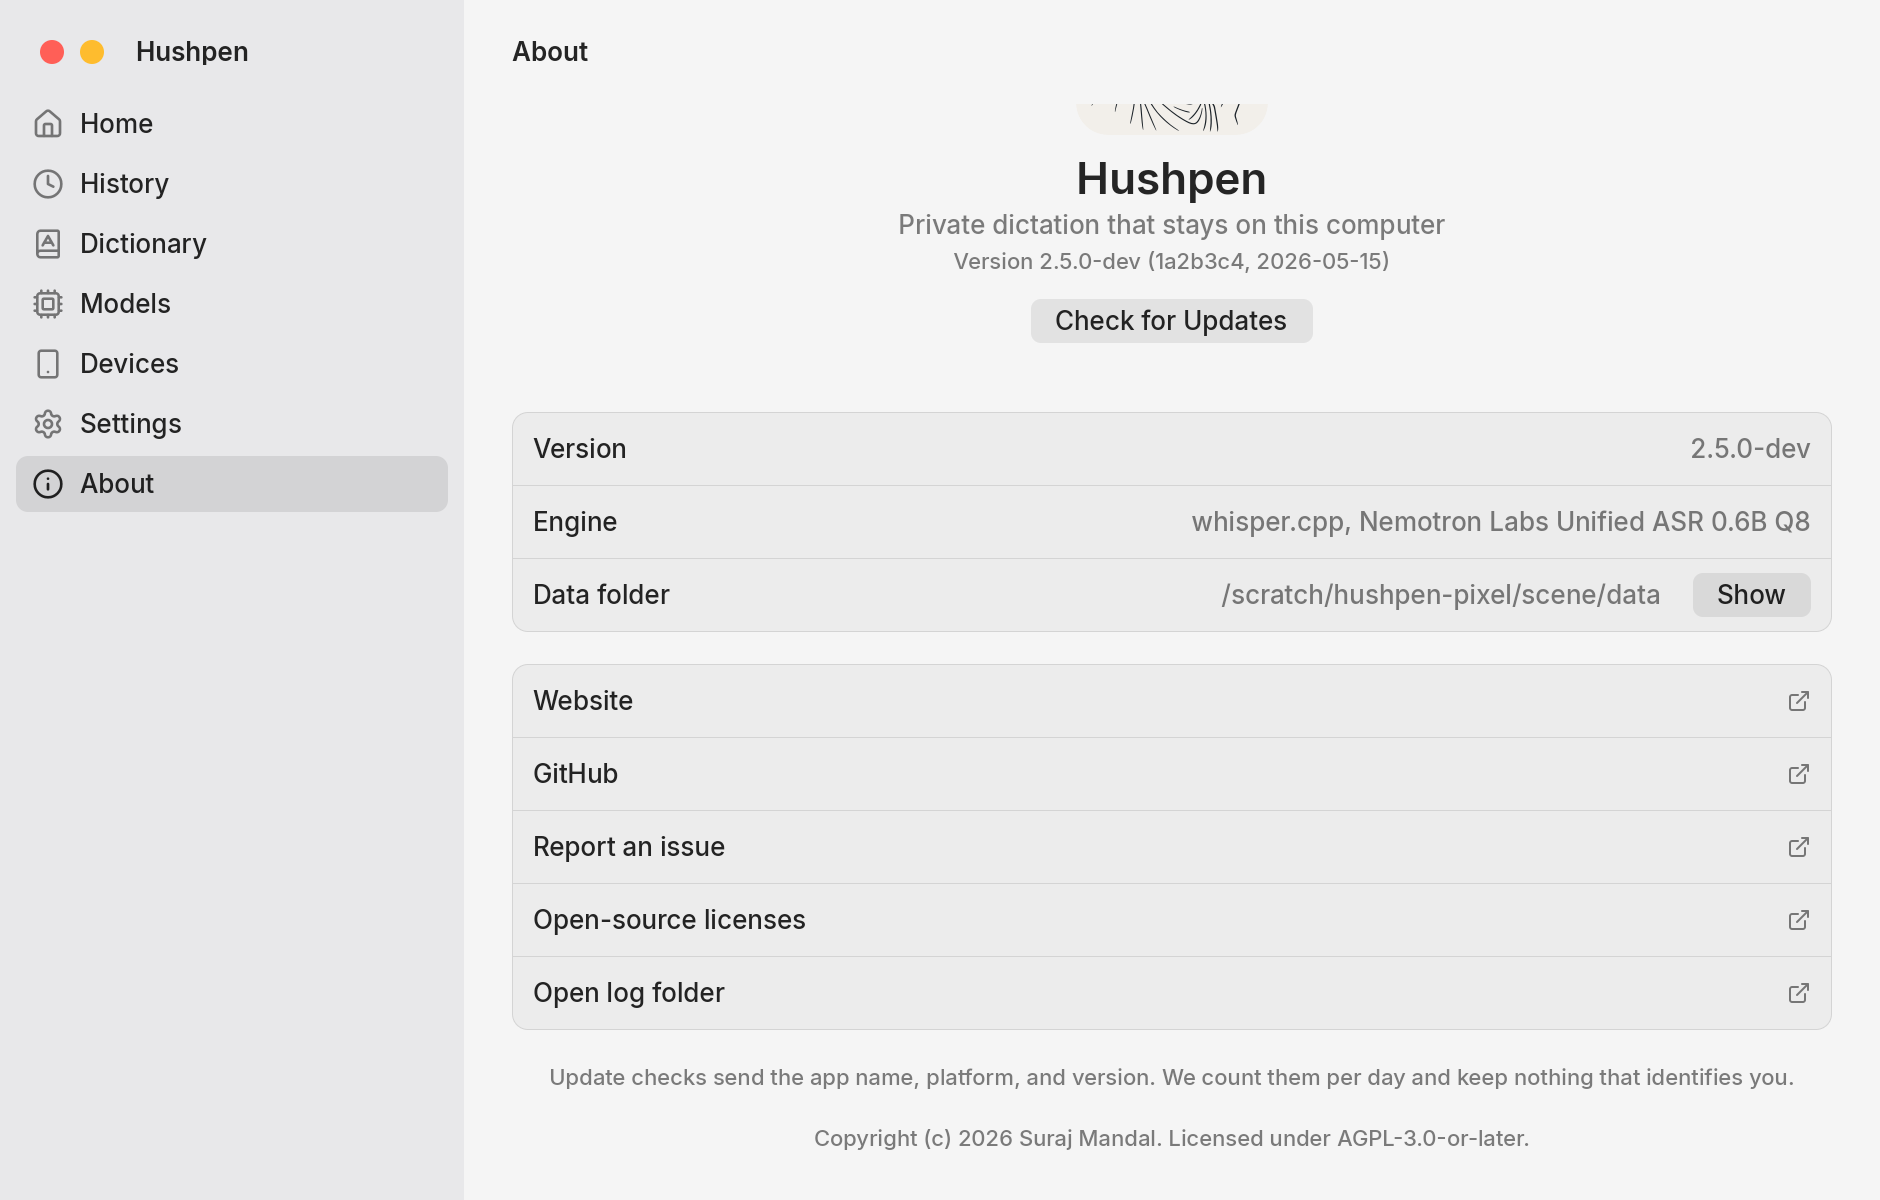 Hushpen
Home
History
Dictionary
Models
Devices
Settings
About
About
Hushpen
Private dictation that stays on this computer
Version 2.5.0-dev (1a2b3c4, 2026-05-15)
Check for Updates
Version 2.5.0-dev
Engine whisper.cpp, Nemotron Labs Unified ASR 0.6B Q8
Data folder /scratch/hushpen-pixel/scene/data Show
Website
GitHub
Report an issue
Open-source licenses
Open log folder
Update checks send the app name, platform, and version. We count them per day and keep nothing that identifies you.
Copyright (c) 2026 Suraj Mandal. Licensed under AGPL-3.0-or-later.